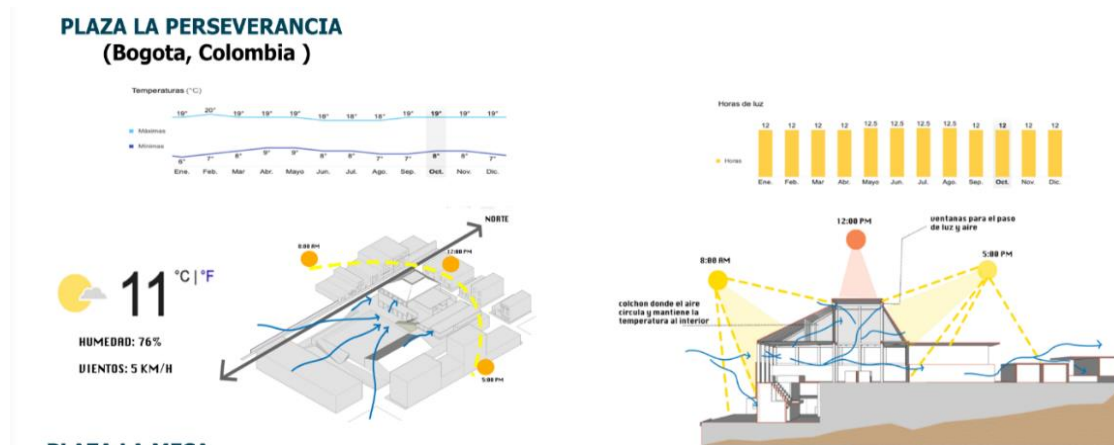 PLAZA LA PERSEVERANCIA
(Bogota, Colombia )
Temperaturas (°C)
19° 20° 19° 19° 19° 18° 18° 18° 19° 19° 19° 19°
Máximas
Mínimas
6° 7° 8° 9° 9° 8° 8° 7° 7° 8° 8° 7°
Ene. Feb. Mar Abr. Mayo Jun. Jul. Ago. Sep. Oct. Nov. Dic.
Horas de luz
12 12 12 12 12.5 12.5 12.5 12.5 12 12 12 12
Horas
Ene. Feb. Mar Abr. Mayo Jun. Jul. Ago. Sep. Oct. Nov. Dic.
NORTE
8:00 AM
12:00 PM
5:00 PM
11 °C | °F
HUMEDAD: 76%
VIENTOS: 5 KM/H
12:00 PM
ventanas para el paso
de luz y aire
8:00 AM
5:00 PM
colchon donde el aire
circula y mantiene la
temperatura al interior
PLAZA LA MESA